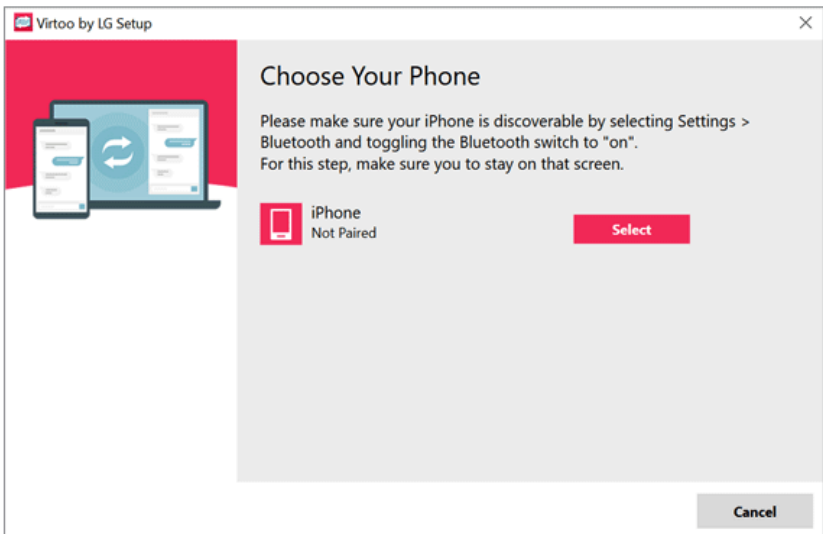 Virtoo by LG Setup
Choose Your Phone
Please make sure your iPhone is discoverable by selecting Settings >
Bluetooth and toggling the Bluetooth switch to "on".
For this step, make sure you to stay on that screen.
iPhone
Not Paired
Select
Cancel